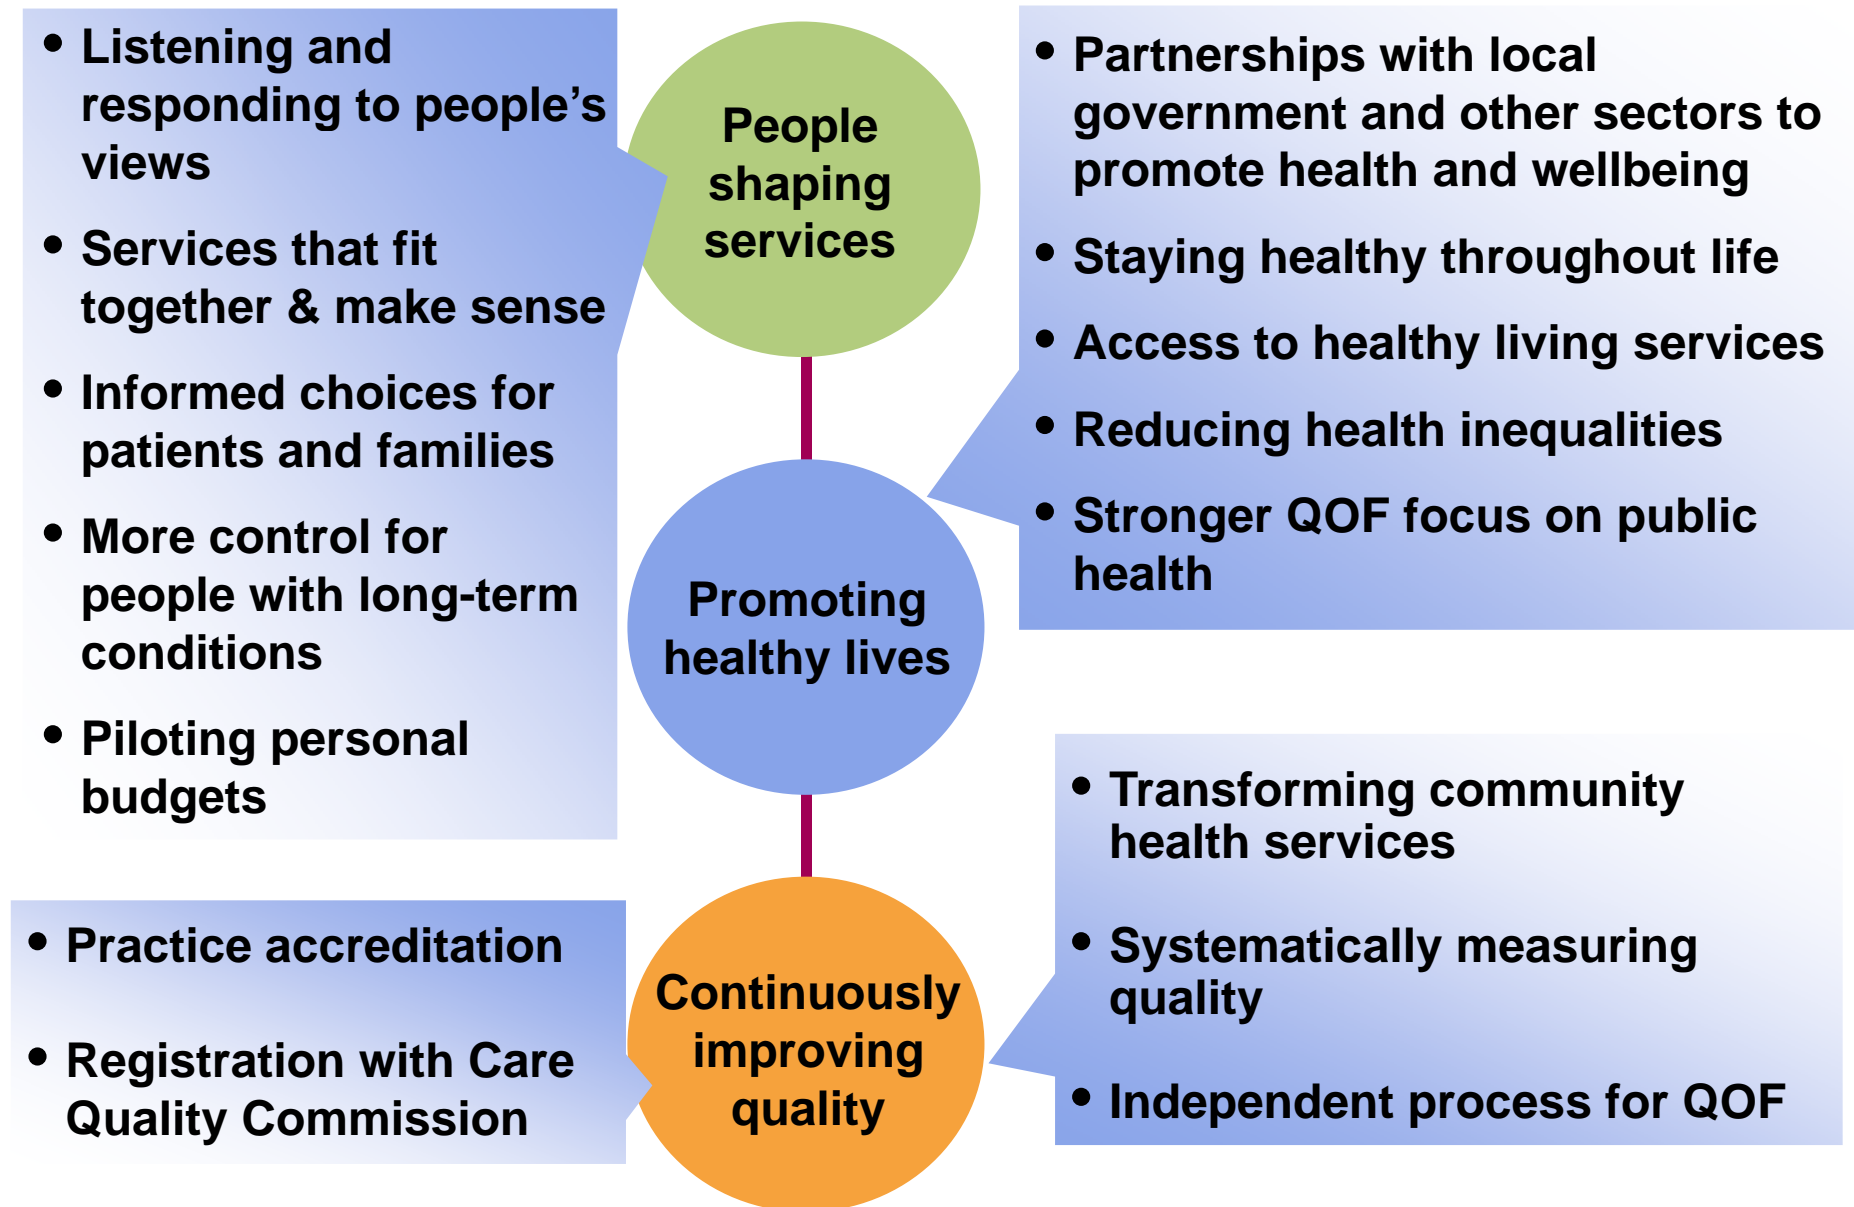 • Listening and
responding to people’s
views
• Services that fit
together & make sense
• Informed choices for
patients and families
• More control for
people with long-term
conditions
• Piloting personal
budgets
People
shaping
services
• Partnerships with local
government and other sectors to
promote health and wellbeing
• Staying healthy throughout life
• Access to healthy living services
• Reducing health inequalities
• Stronger QOF focus on public
health
Promoting
healthy lives
• Practice accreditation
• Registration with Care
Quality Commission
Continuously
improving
quality
• Transforming community
health services
• Systematically measuring
quality
• Independent process for QOF